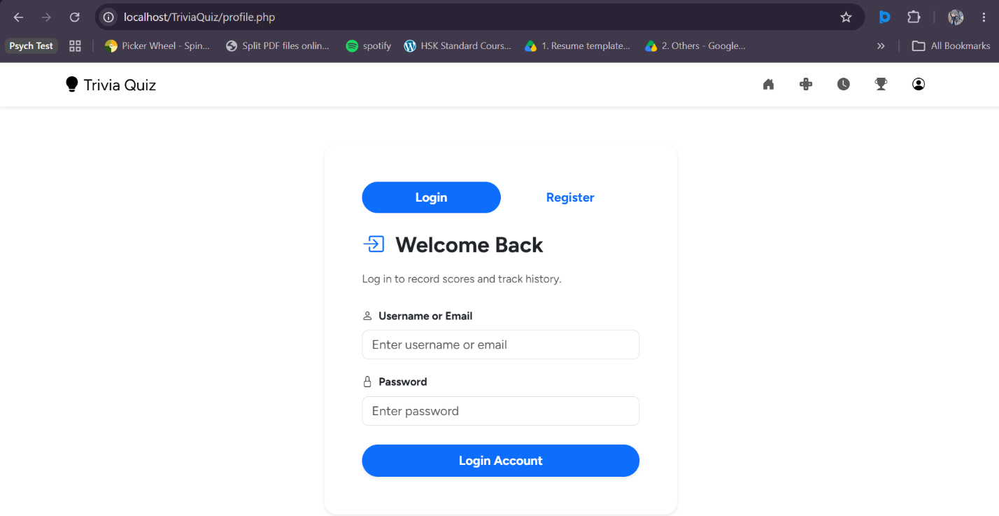 localhost/TriviaQuiz/profile.php
Psych Test Picker Wheel - Spin... Split PDF files onlin... spotify HSK Standard Cours... 1. Resume template... 2. Others - Google... » All Bookmarks
Trivia Quiz
Login Register
Welcome Back
Log in to record scores and track history.
Username or Email
Enter username or email
Password
Enter password
Login Account